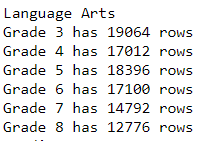 Language Arts
Grade 3 has 19064 rows
Grade 4 has 17012 rows
Grade 5 has 18396 rows
Grade 6 has 17100 rows
Grade 7 has 14792 rows
Grade 8 has 12776 rows